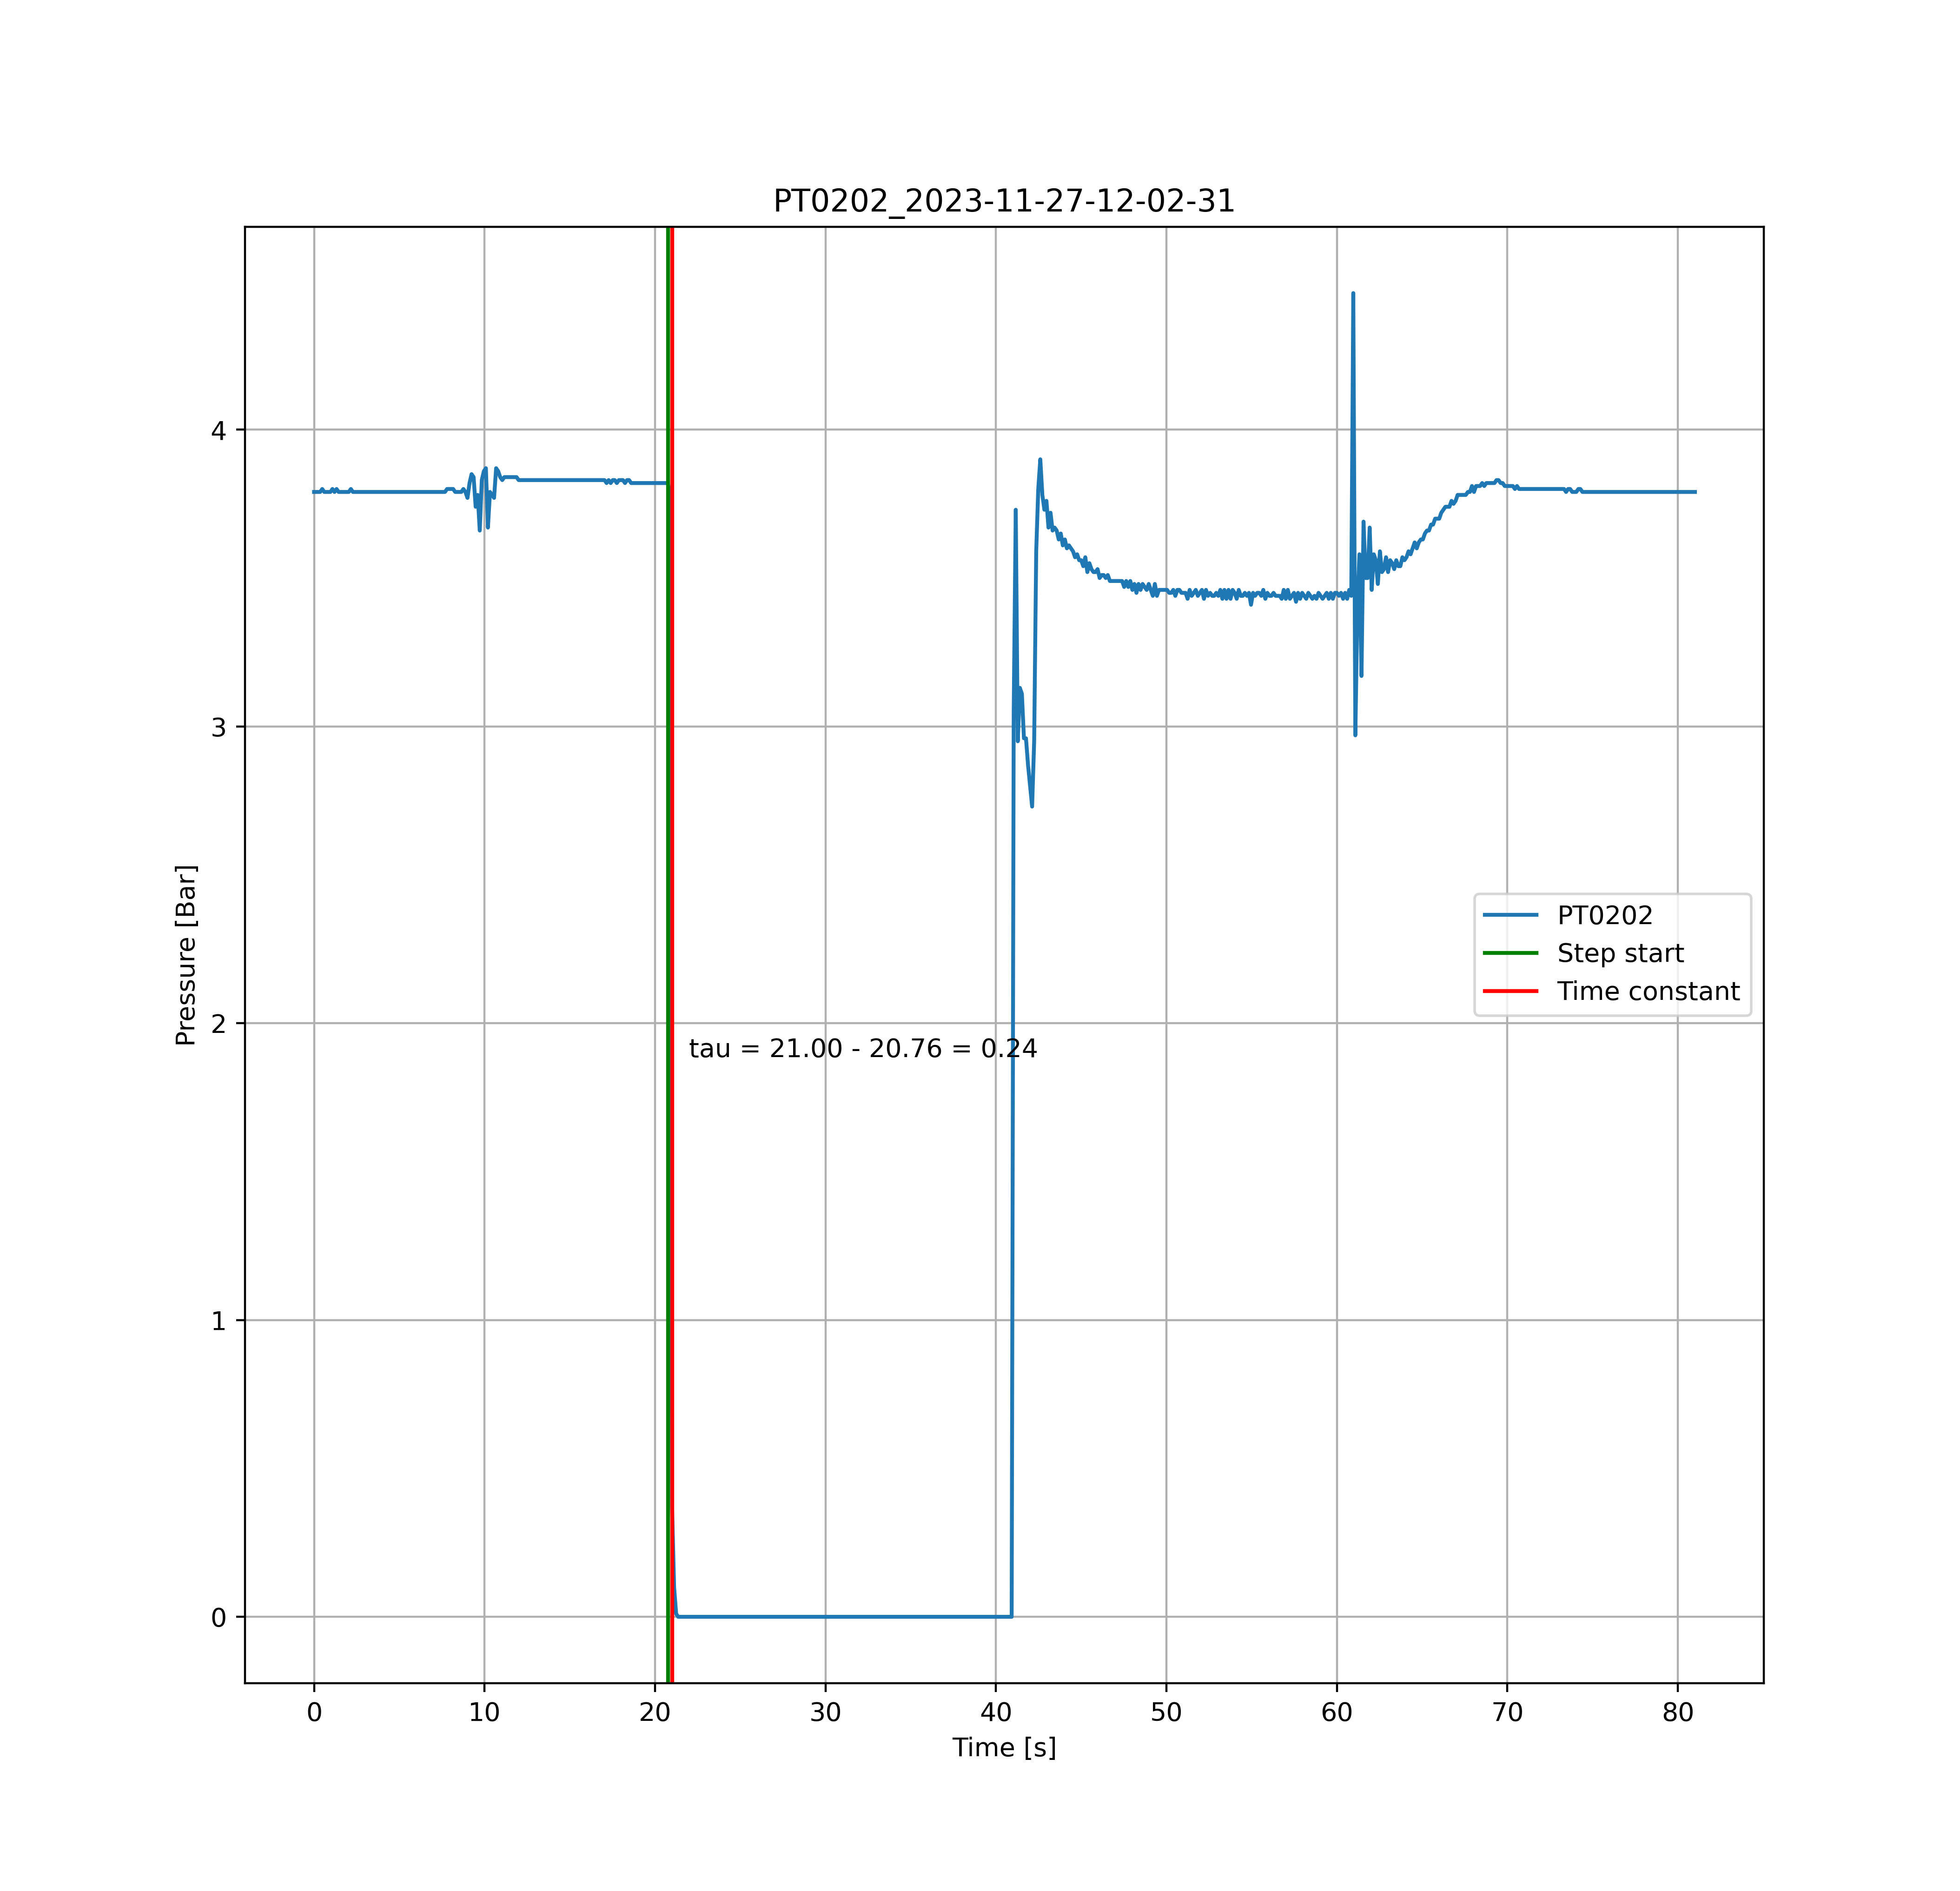 PT0202_2023-11-27-12-02-31
4
3
2
1
0
Pressure [Bar]
PT0202
Step start
Time constant
tau = 21.00 - 20.76 = 0.24
0 10 20 30 40 50 60 70 80
Time [s]